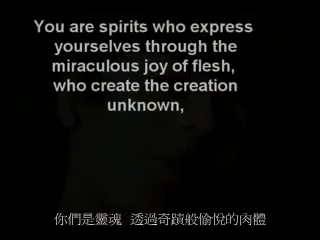 You are spirits who express
yourselves through the
miraculous joy of flesh,
who create the creation
unknown,
你們是靈魂 透過奇蹟般愉悅的肉體